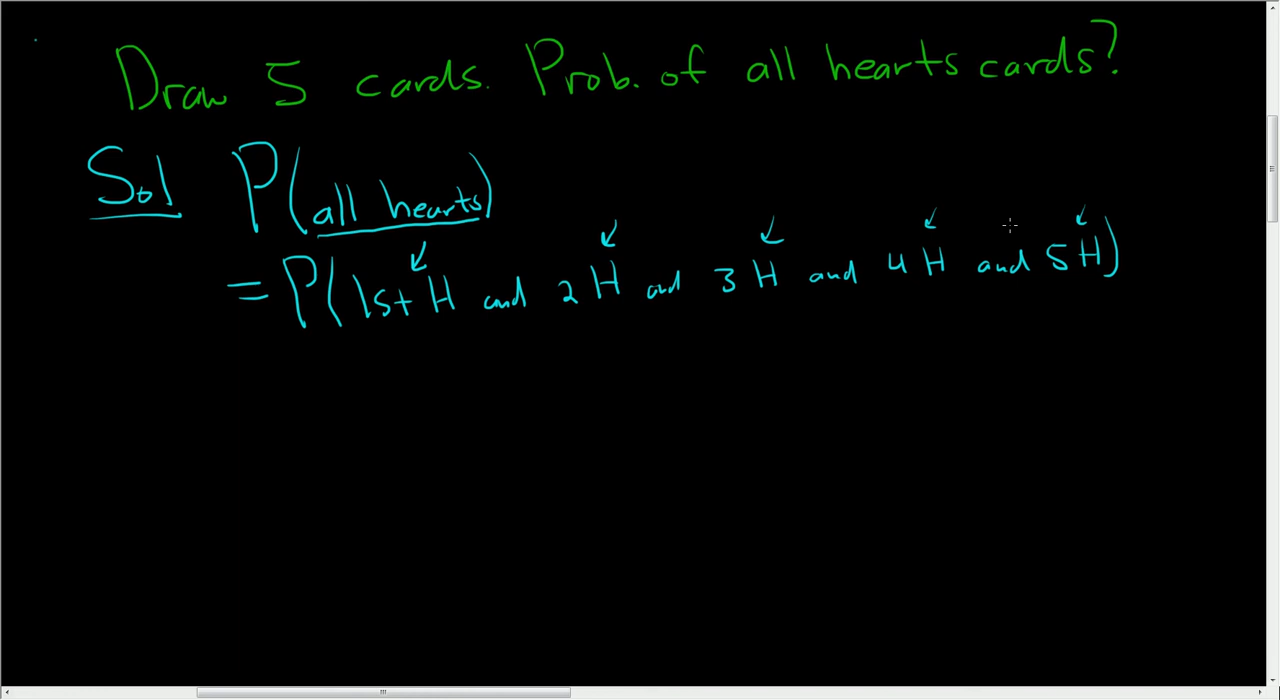 Draw 5 cards. Prob. of all hearts cards?
Sol P(all hearts)
= P(1st H and 2 H and 3 H and 4 H and 5 H)